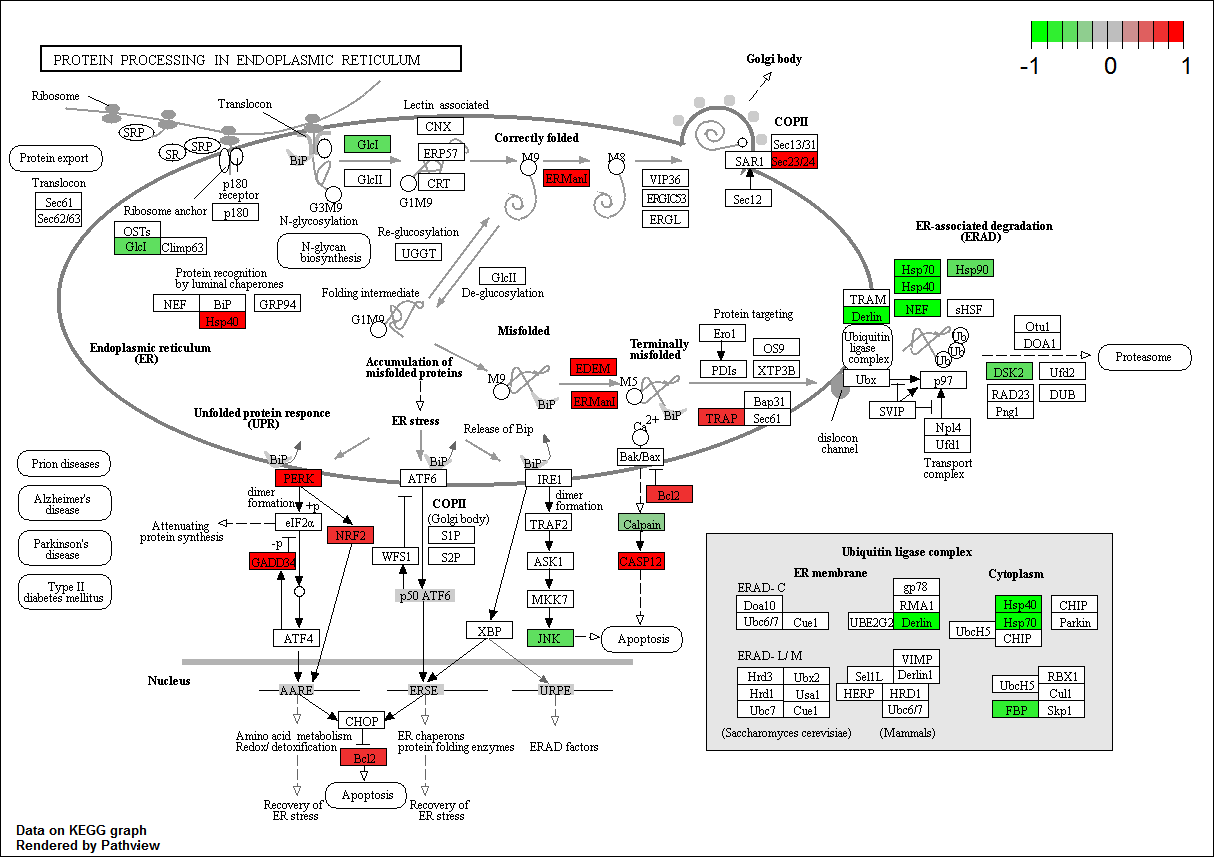 -1 0 1
PROTEIN PROCESSING IN ENDOPLASMIC RETICULUM
Golgi body
Ribosome
Translocon
Lectin associated
SRP
SR
SRP
CNX
COPII
Correctly folded
Protein export
BiP
GlcI
ERP57
M9
M8
Sec13/31
SAR1
Sec23/24
GlcII
CRT
ERManI
VIP36
Translocon
Sec61
Sec62/63
p180
receptor
p180
G3M9
N-glycosylation
G1M9
ERGIC53
ERGL
Sec12
Ribosome anchor
OSTs
GlcI
Climp63
N-glycan
biosynthesis
Re-glucosylation
UGGT
ER-associated degradation
(ERAD)
Protein recognition
by luminal chaperones
NEF
BiP
GRP94
Hsp40
GlcII
De-glucosylation
Folding intermediate
G1M9
Hsp70
Hsp90
Hsp40
TRAM
Derlin
NEF
sHSF
Endoplasmic reticulum
(ER)
Misfolded
Accumulation of
misfolded proteins
Terminally
misfolded
Protein targeting
Ero1
OS9
PDIs
XTP3B
Ubiquitin
ligase
complex
Ub
Ub
Ub
Otu1
DOA1
Proteasome
M9
EDEM
M5
BiP
ERManI
BiP
Ubx
p97
DSK2
Ufd2
RAD23
DUB
Png1
SVIP
Bap31
TRAP
Sec61
Npl4
Ufd1
Transport
complex
dislocon
channel
Unfolded protein responce
(UPR)
ER stress
Release of Bip
Ca2+
Bak/Bax
Prion diseases
BiP
BiP
BiP
PERK
ATF6
IRE1
Bcl2
Alzheimer's
disease
dimer
formation
+p
COPII
(Golgi body)
dimer
formation
Attenuating
protein synthesis
eIF2α
NRF2
S1P
TRAF2
Calpain
Parkinson's
disease
-p
GADD34
WFS1
S2P
ASK1
CASP12
Type II
diabetes mellitus
p50 ATF6
MKK7
ATF4
XBP
JNK
Apoptosis
Nucleus
AARE
ERSE
URPE
CHOP
Amino acid metabolism
Redox/ detoxification
ER chaperons
protein folding enzymes
ERAD factors
Bcl2
Apoptosis
Recovery of
ER stress
Recovery of
ER stress
Ubiquitin ligase complex
ER membrane
Cytoplasm
ERAD- C
Doa10
Ubc6/7
Cue1
gp78
RMA1
UBE2G2
Derlin
Hsp40
Hsp70
UbcH5
CHIP
CHIP
Parkin
ERAD- L/ M
Hrd3
Ubx2
Hrd1
Usa1
Ubc7
Cue1
VIMP
Sel1L
Derlin1
HERP
HRD1
Ubc6/7
UbcH5
RBX1
Cul1
FBP
Skp1
(Saccharomyces cerevisiae)
(Mammals)
Data on KEGG graph
Rendered by Pathview